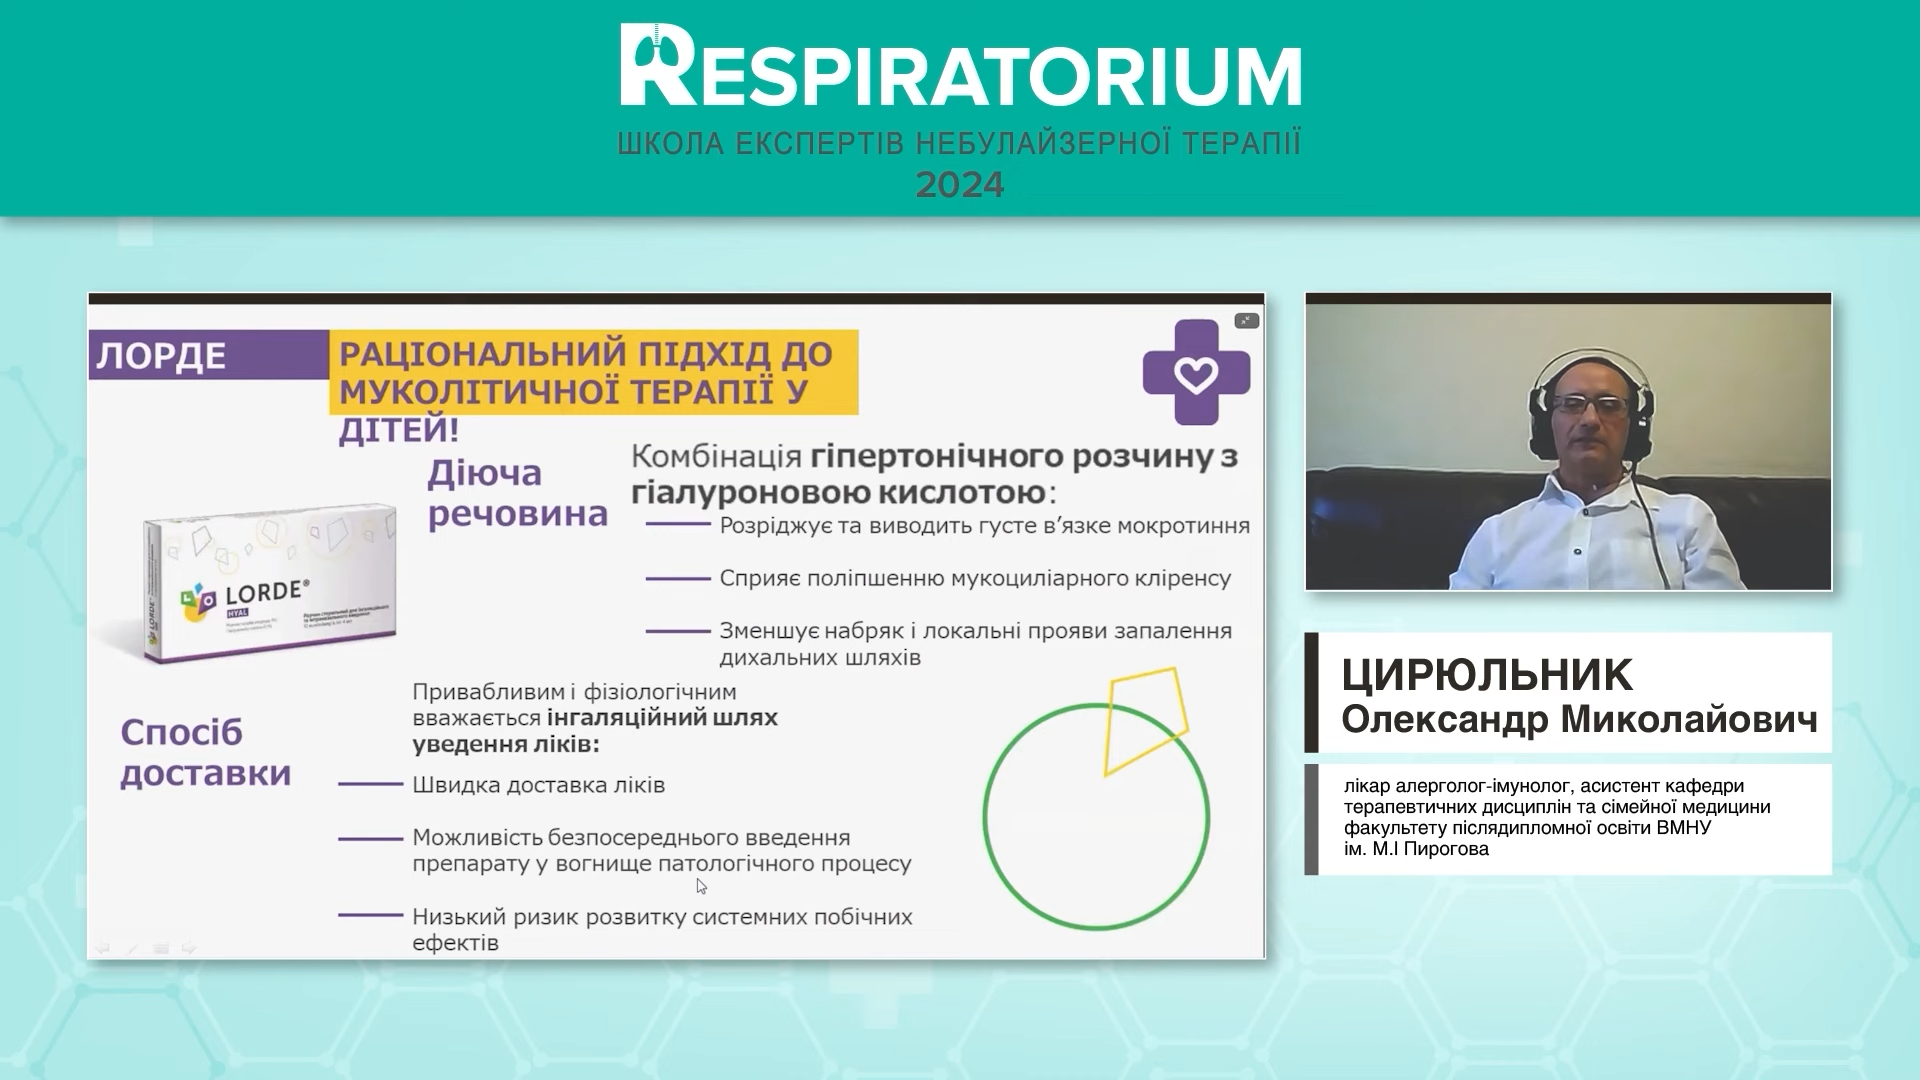 RESPIRATORIUM
ШКОЛА ЕКСПЕРТІВ НЕБУЛАЙЗЕРНОЇ ТЕРАПІЇ
2024
ЛОРДЕ
РАЦІОНАЛЬНИЙ ПІДХІД ДО
МУКОЛІТИЧНОЇ ТЕРАПІЇ У
ДІТЕЙ!
Діюча
речовина
Комбінація гіпертонічного розчину з
гіалуроновою кислотою:
Розріджує та виводить густе в’язке мокротиння
Сприяє поліпшенню мукоциліарного кліренсу
Зменшує набряк і локальні прояви запалення
дихальних шляхів
LORDE®
HYAL
Спосіб
доставки
Привабливим і фізіологічним
вважається інгаляційний шлях
уведення ліків:
Швидка доставка ліків
Можливість безпосереднього введення
препарату у вогнище патологічного процесу
Низький ризик розвитку системних побічних
ефектів
ЦИРЮЛЬНИК
Олександр Миколайович
лікар алерголог-імунолог, асистент кафедри
терапевтичних дисциплін та сімейної медицини
факультету післядипломної освіти ВМНУ
ім. М.І Пирогова